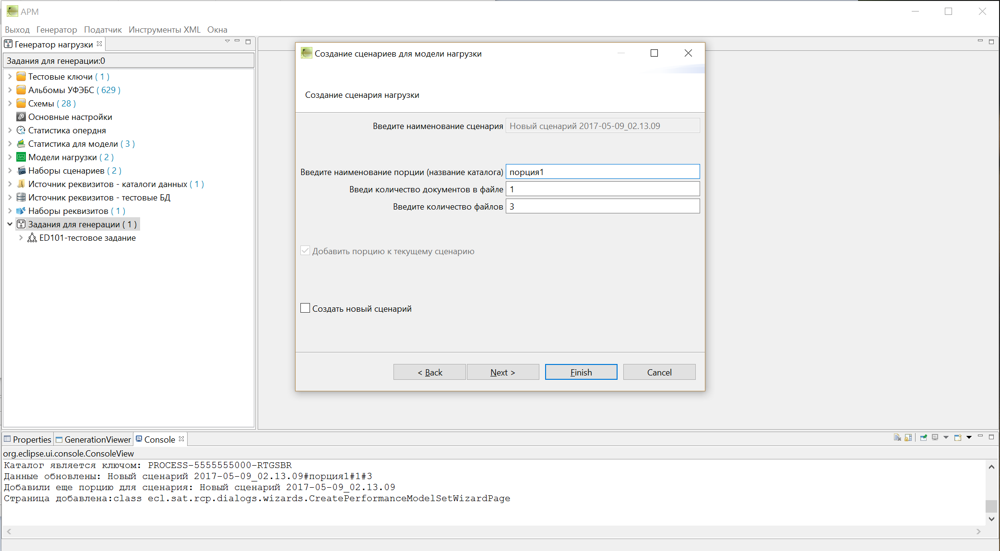 АРМ
Выход Генератор Податчик Инструменты XML Окна
Генератор нагрузки
Задания для генерации:0
Тестовые ключи ( 1 )
Альбомы УФЭБС ( 629 )
Схемы ( 28 )
Основные настройки
Статистика опердня
Статистика для модели ( 3 )
Модели нагрузки ( 2 )
Наборы сценариев ( 2 )
Источник реквизитов - каталоги данных ( 1 )
Источник реквизитов - тестовые БД
Наборы реквизитов ( 1 )
Задания для генерации ( 1 )
ED101-тестовое задание
Создание сценариев для модели нагрузки
Создание сценария нагрузки
Введите наименование сценария Новый сценарий 2017-05-09_02.13.09
Введите наименование порции (название каталога) порция1
Введи количество документов в файле 1
Введите количество файлов 3
Добавить порцию к текущему сценарию
Создать новый сценарий
< Back Next > Finish Cancel
Properties GenerationViewer Console
org.eclipse.ui.console.ConsoleView
Каталог является ключом: PROCESS-5555555000-RTGSBR
Данные обновлены: Новый сценарий 2017-05-09_02.13.09#порция1#1#3
Добавили еще порцию для сценария: Новый сценарий 2017-05-09_02.13.09
Страница добавлена:class ecl.sat.rcp.dialogs.wizards.CreatePerformanceModelSetWizardPage